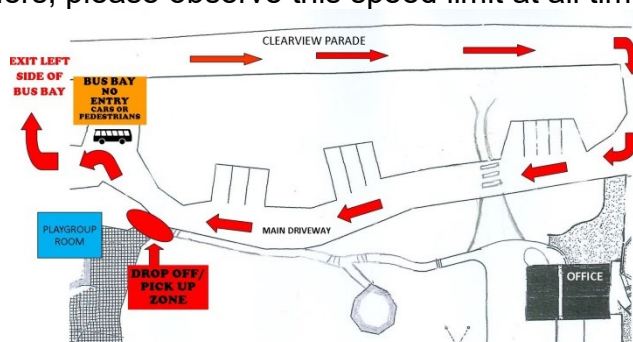 ers, please observe this speed limit at all tim
CLEARVIEW PARADE
EXIT LEFT
SIDE OF
BUS BAY
BUS BAY
NO
ENTRY
CARS OR
PEDESTRIANS
PLAYGROUP
ROOM
MAIN DRIVEWAY
DROP OFF/
PICK UP
ZONE
OFFICE